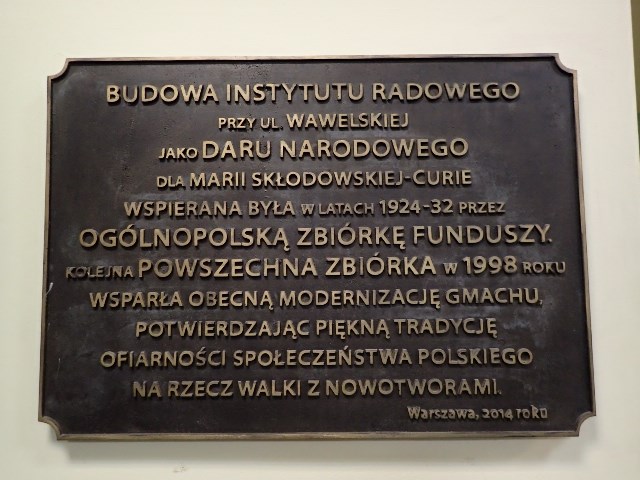 BUDOWA INSTYTUTU RADOWEGO
PRZY UL. WAWELSKIEJ
JAKO DARU NARODOWEGO
DLA MARII SKŁODOWSKIEJ-CURIE
WSPIERANA BYŁA W LATACH 1924-32 PRZEZ
OGÓLNOPOLSKĄ ZBIÓRKĘ FUNDUSZY.
KOLEJNA POWSZECHNA ZBIÓRKA W 1998 ROKU
WSPARŁA OBECNĄ MODERNIZACJĘ GMACHU,
POTWIERDZAJĄC PIĘKNĄ TRADYCJĘ
OFIARNOŚCI SPOŁECZEŃSTWA POLSKIEGO
NA RZECZ WALKI Z NOWOTWORAMI.
Warszawa, 2014 roku